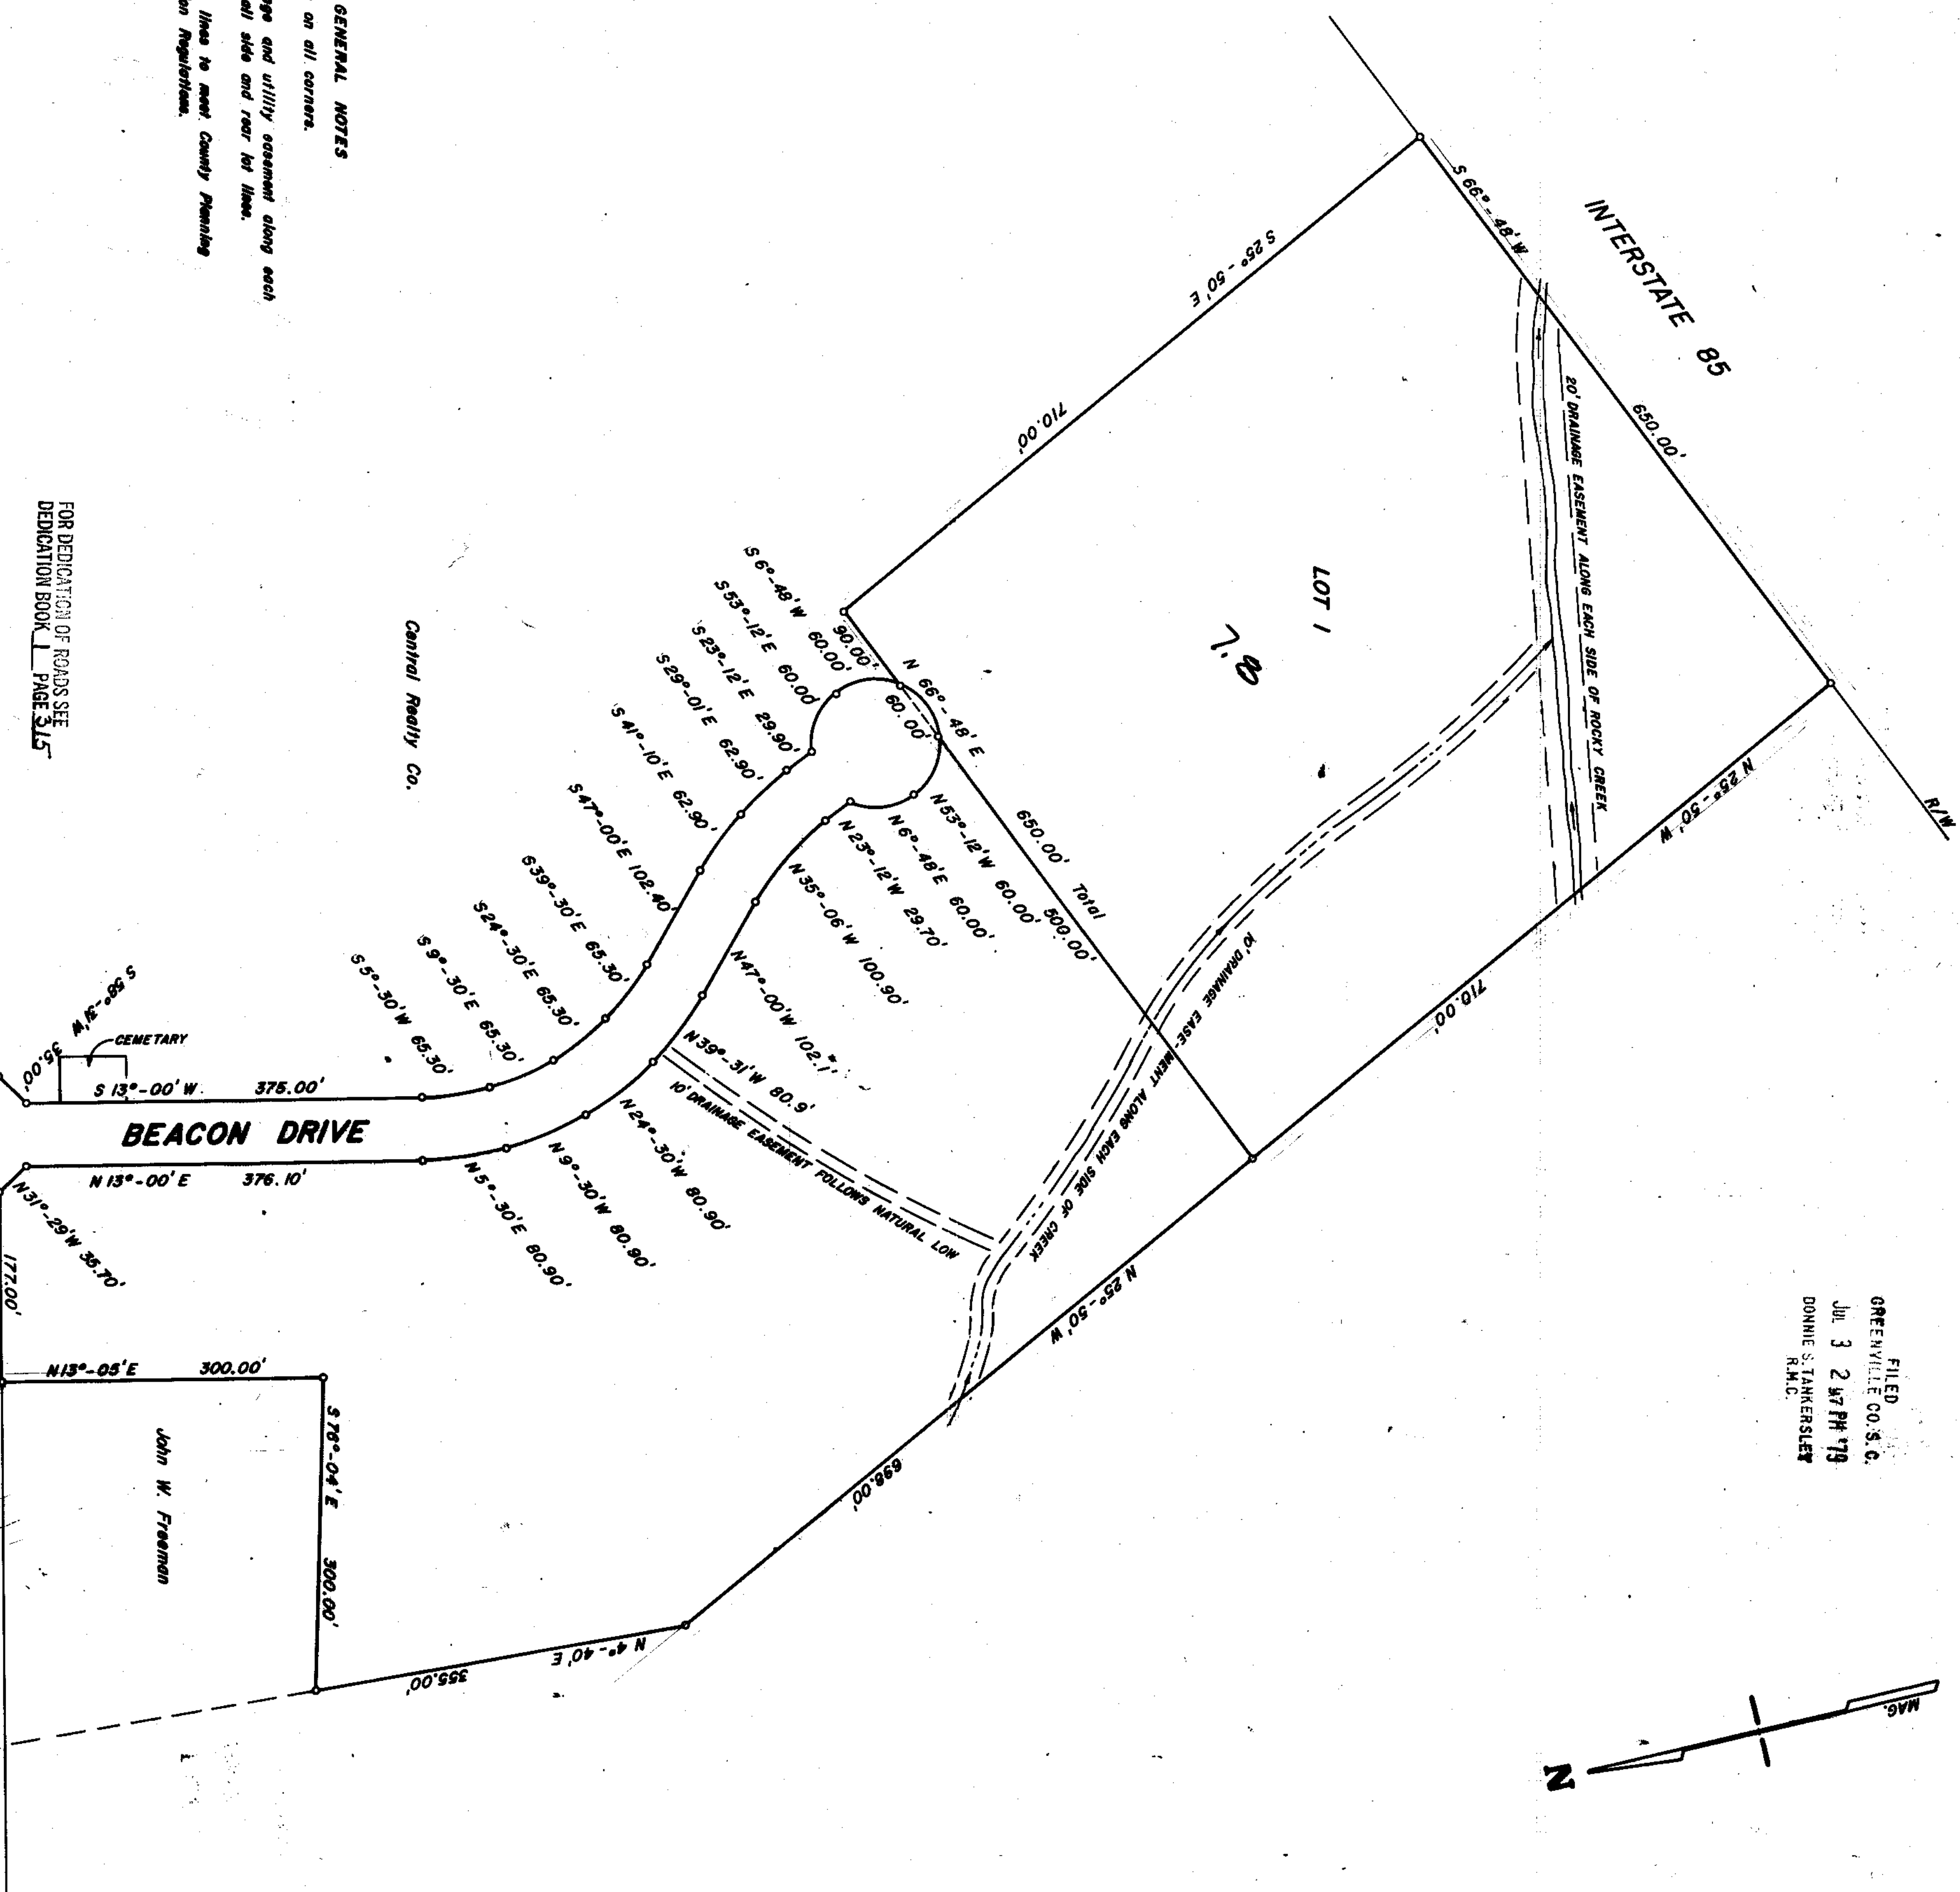 GENERAL NOTES
on all corners.
and utility easement along each
all side and rear lot lines.
lines to meet County Planning
Regulations.
INTERSTATE 85
R/W
S 66°-48' W
650.00'
S 25°-50' E
710.00'
20' DRAINAGE EASEMENT ALONG EACH SIDE OF ROCKY CREEK
LOT 1
7.8
N 25°-50' W
710.00'
90.00'
N 66°-48' E
60.00'
650.00' Total
500.00'
S 6°-48' W 60.00'
S 53°-12' E 60.00'
S 23°-12' E 29.90'
S 29°-01' E 62.90'
S 41°-10' E 62.90'
S 47°-00' E 102.40'
S 39°-30' E 65.30'
S 24°-30' E 65.30'
S 9°-30' E 65.30'
S 5°-30' W 65.30'
S 13°-00' W. 375.00'
S 58°-31' W
35.00'
CEMETARY
N 53°-12' W 60.00'
N 6°-48' E 60.00'
N 23°-12' W 29.70'
N 35°-06' W 100.90'
N 47°-00' W 102.1'
N 39°-31' W 80.9'
N 24°-30' W 80.90'
N 9°-30' W 80.90'
N 5°-30' E 80.90'
N 13°-00' E 376.10'
N 31°-29' W 35.70'
BEACON DRIVE
10' DRAINAGE EASEMENT FOLLOWS NATURAL LOW
10' DRAINAGE EASE-MENT ALONG EACH SIDE OF CREEK
N 25°-50' W
698.00'
N 4°-40' E
355.00'
177.00'
N 13°-05' E 300.00'
S 76°-04' E 300.00'
John W. Freeman
Central Realty Co.
FOR DEDICATION OF ROADS SEE
DEDICATION BOOK 1 PAGE 315
FILED
GREENVILLE CO. S. C.
JUL 3 2 47 PM '79
DONNIE S. TANKERSLEY
R.M.C.
MAG.
N